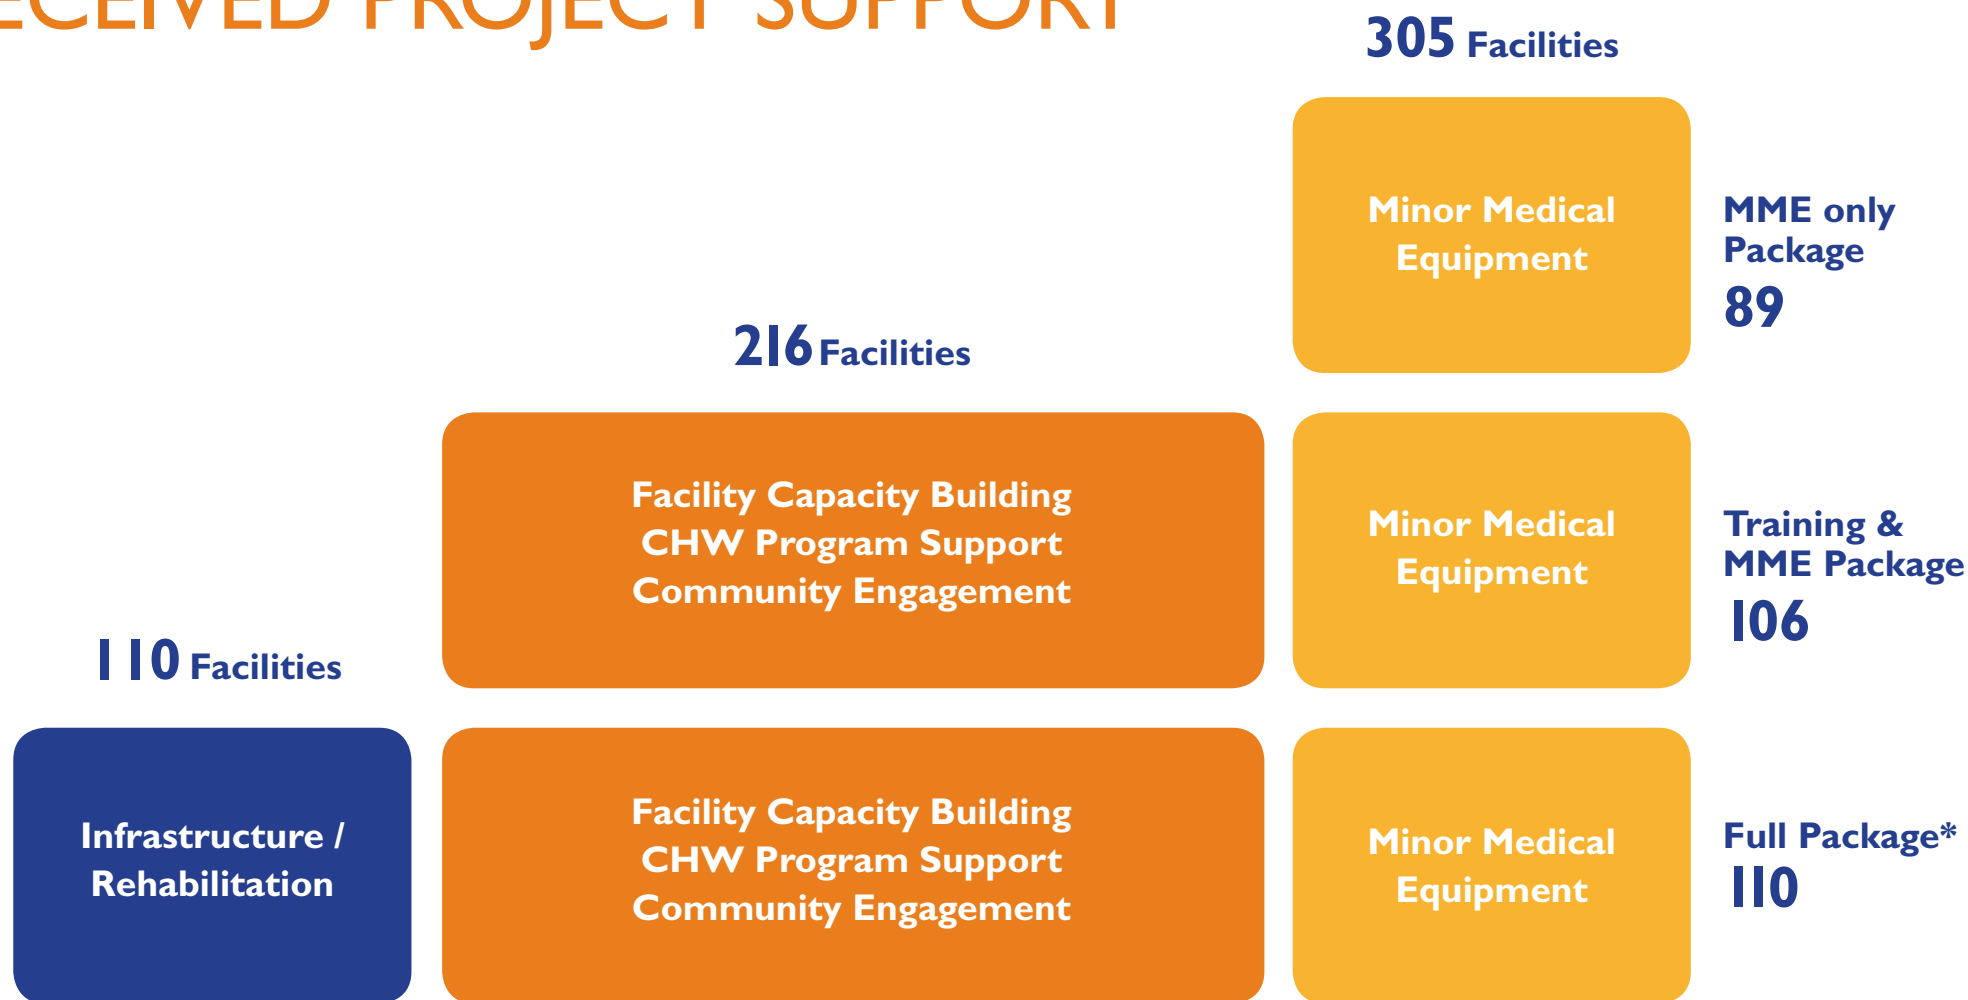 PROJECT SUPPORT
305 Facilities
Minor Medical
Equipment
MME only
Package
89
216 Facilities
Facility Capacity Building
CHW Program Support
Community Engagement
Minor Medical
Equipment
Training &
MME Package
106
110 Facilities
Infrastructure /
Rehabilitation
Facility Capacity Building
CHW Program Support
Community Engagement
Minor Medical
Equipment
Full Package*
110